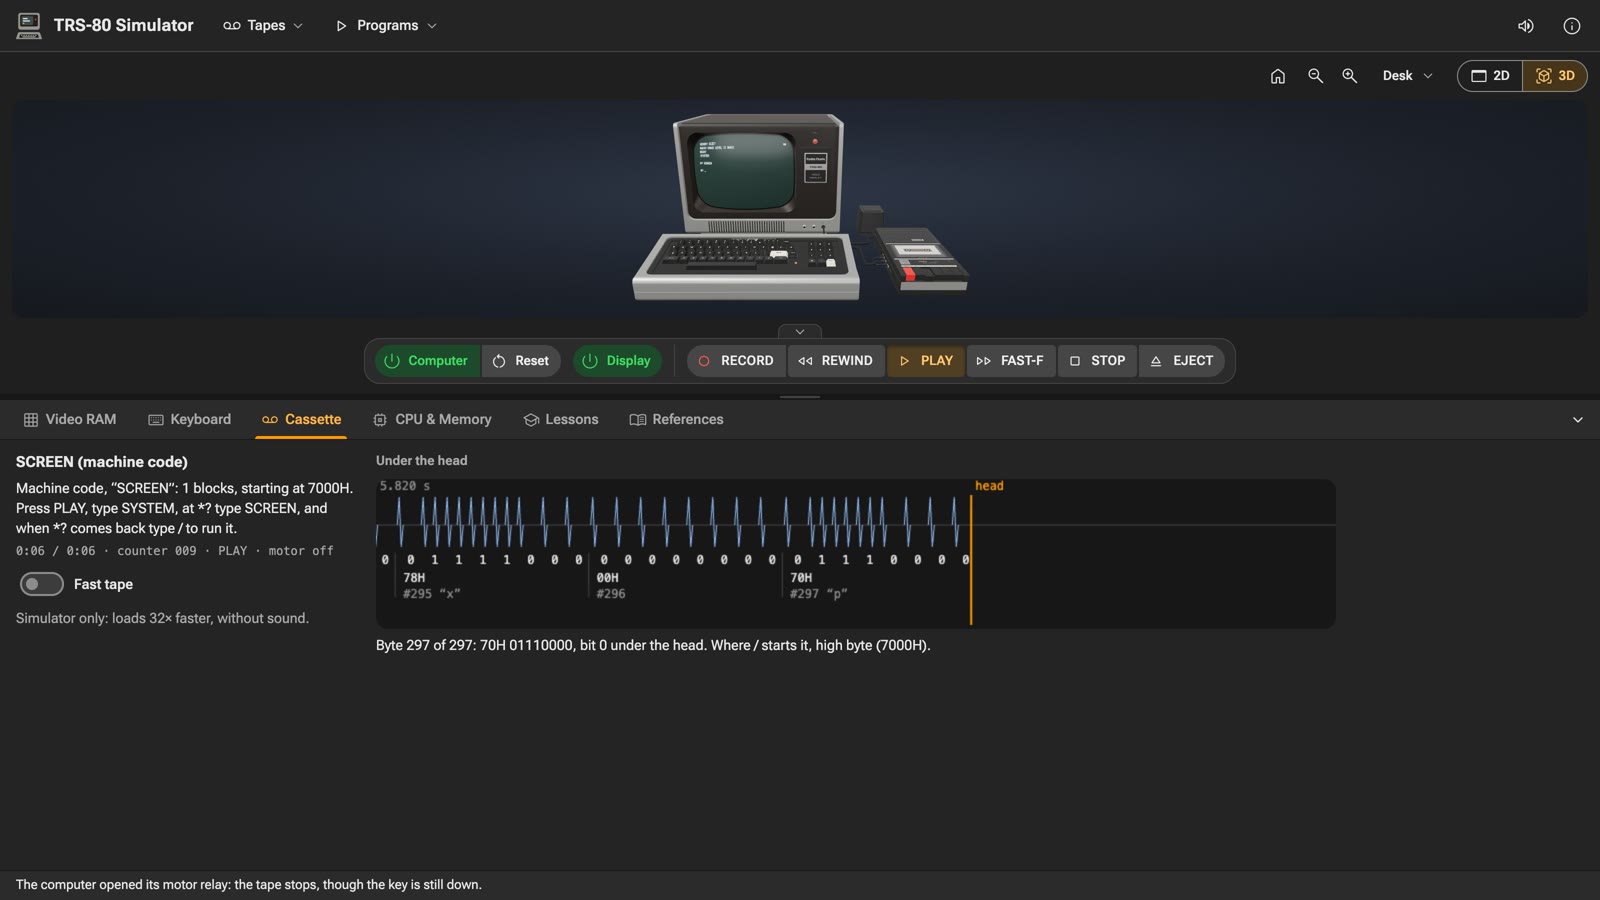 TRS-80 Simulator
Tapes
Programs
Desk
2D
3D
Computer
Reset
Display
RECORD
REWIND
PLAY
FAST-F
STOP
EJECT
Video RAM
Keyboard
Cassette
CPU & Memory
Lessons
References
SCREEN (machine code)
Machine code, “SCREEN”: 1 blocks, starting at 7000H.
Press PLAY, type SYSTEM, at *? type SCREEN, and
when *? comes back type / to run it.
0:06 / 0:06 · counter 009 · PLAY · motor off
Fast tape
Simulator only: loads 32× faster, without sound.
Under the head
5.820 s
head
0 0 1 1 1 1 0 0 0 0 0 0 0 0 0 0 0 0 1 1 1 0 0 0 0
78H
00H
70H
#295 “x”
#296
#297 “p”
Byte 297 of 297: 70H 01110000, bit 0 under the head. Where / starts it, high byte (7000H).
The computer opened its motor relay: the tape stops, though the key is still down.